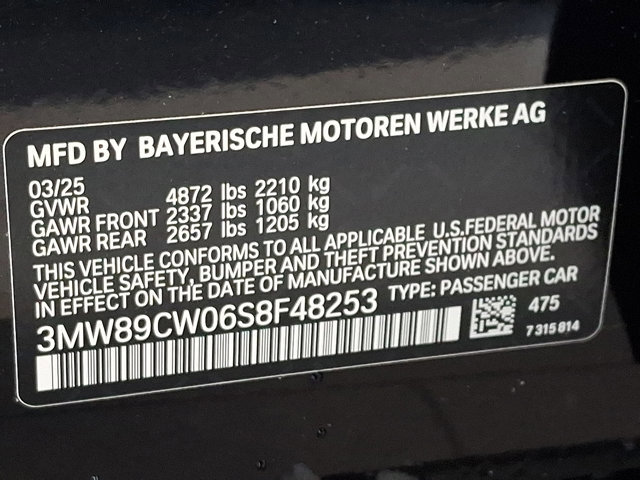 MFD BY BAYERISCHE MOTOREN WERKE AG
03/25
GVWR 4872 lbs 2210 kg
GAWR FRONT 2337 lbs 1060 kg
GAWR REAR 2657 lbs 1205 kg
THIS VEHICLE CONFORMS TO ALL APPLICABLE U.S.FEDERAL MOTOR
VEHICLE SAFETY, BUMPER AND THEFT PREVENTION STANDARDS
IN EFFECT ON THE DATE OF MANUFACTURE SHOWN ABOVE.
3MW89CW06S8F48253 TYPE: PASSENGER CAR
475
7 315 814